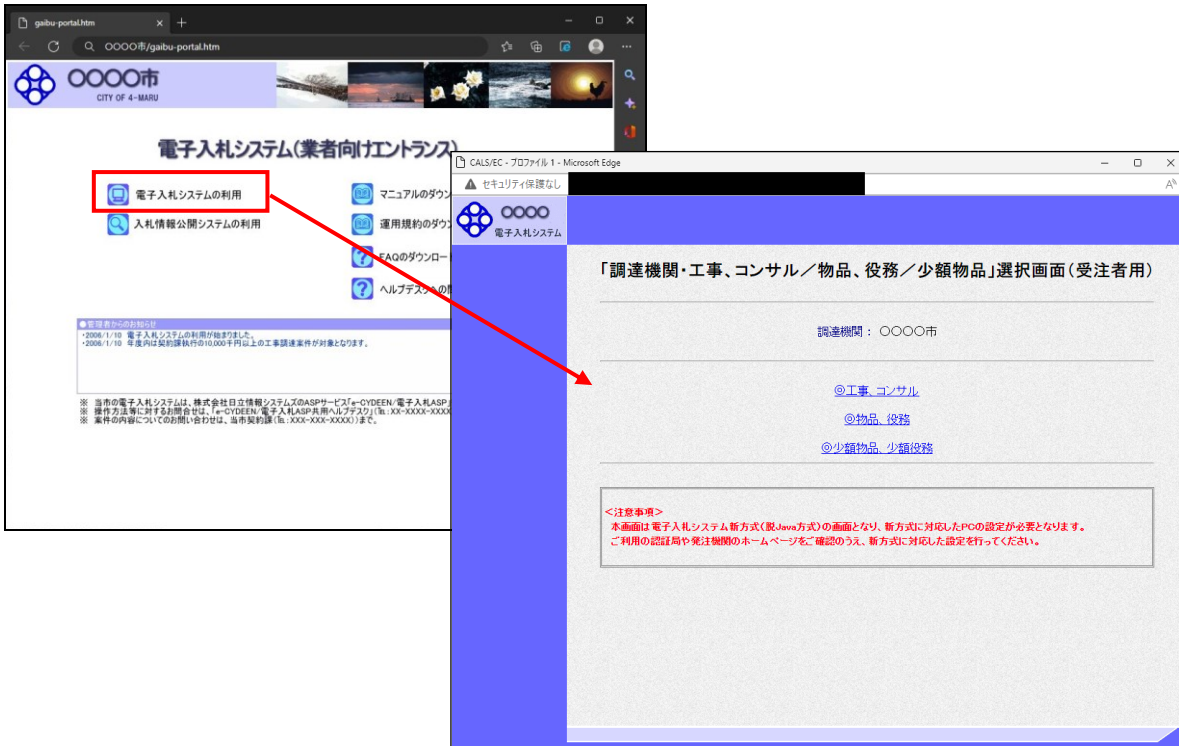 gaibu-portal.htm
〇〇〇〇市/gaibu-portal.htm
〇〇〇〇市
CITY OF 4-MARU
電子入札システム(業者向けエントランス)
電子入札システムの利用
マニュアルのダウン
入札情報公開システムの利用
運用規約のダウン
FAQのダウンロード
ヘルプデスクへの問
●管理者からのお知らせ
・2006/1/10 電子入札システムの利用が始まりました。
・2006/1/10 年度内は契約課執行の10,000千円以上の工事調達案件が対象となります。
※ 当市の電子入札システムは、株式会社日立情報システムズのASPサービス「e-CYDEEN/電子入札ASP」
※ 操作方法等に対するお問合せは、「e-CYDEEN/電子入札ASP共用ヘルプデスク」(℡:XX-XXXX-XXXX
※ 案件の内容についてのお問い合わせは、当市契約課(℡:XXX-XXX-XXXX)まで。
CALS/EC - プロファイル 1 - Microsoft Edge
セキュリティ保護なし
〇〇〇〇
電子入札システム
「調達機関・工事、コンサル／物品、役務／少額物品」選択画面(受注者用)
調達機関： 〇〇〇〇市
◎工事、コンサル
◎物品、役務
◎少額物品、少額役務
＜注意事項＞
本画面は電子入札システム新方式(脱Java方式)の画面となり、新方式に対応したPCの設定が必要となります。
ご利用の認証局や発注機関のホームページをご確認のうえ、新方式に対応した設定を行ってください。